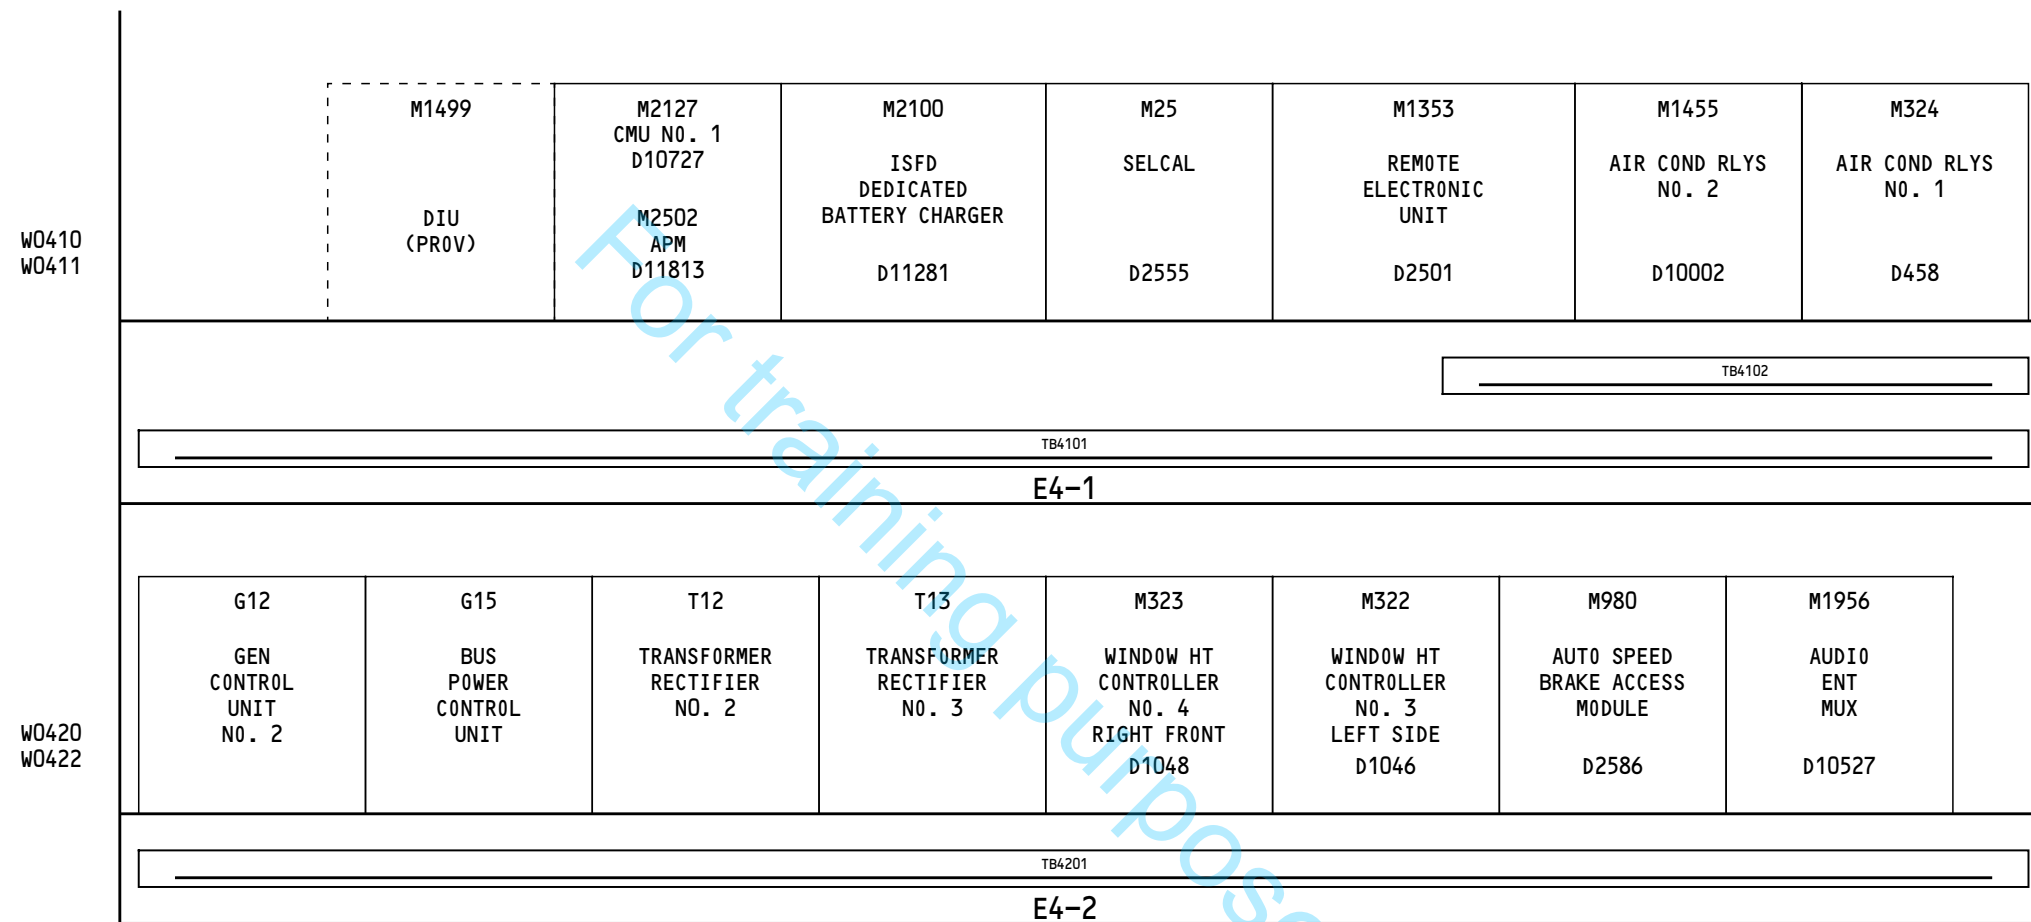 M1499
DIU
(PROV)
M2127
CMU NO. 1
D10727
M2502
APM
D11813
M2100
ISFD
DEDICATED
BATTERY CHARGER
D11281
M25
SELCAL
D2555
M1353
REMOTE
ELECTRONIC
UNIT
D2501
M1455
AIR COND RLYS
NO. 2
D10002
M324
AIR COND RLYS
NO. 1
D458
W0410
W0411
TB4102
TB4101
E4-1
G12
GEN
CONTROL
UNIT
NO. 2
G15
BUS
POWER
CONTROL
UNIT
T12
TRANSFORMER
RECTIFIER
NO. 2
T13
TRANSFORMER
RECTIFIER
NO. 3
M323
WINDOW HT
CONTROLLER
NO. 4
RIGHT FRONT
D1048
M322
WINDOW HT
CONTROLLER
NO. 3
LEFT SIDE
D1046
M980
AUTO SPEED
BRAKE ACCESS
MODULE
D2586
M1956
AUDIO
ENT
MUX
D10527
W0420
W0422
TB4201
E4-2
For training purpose